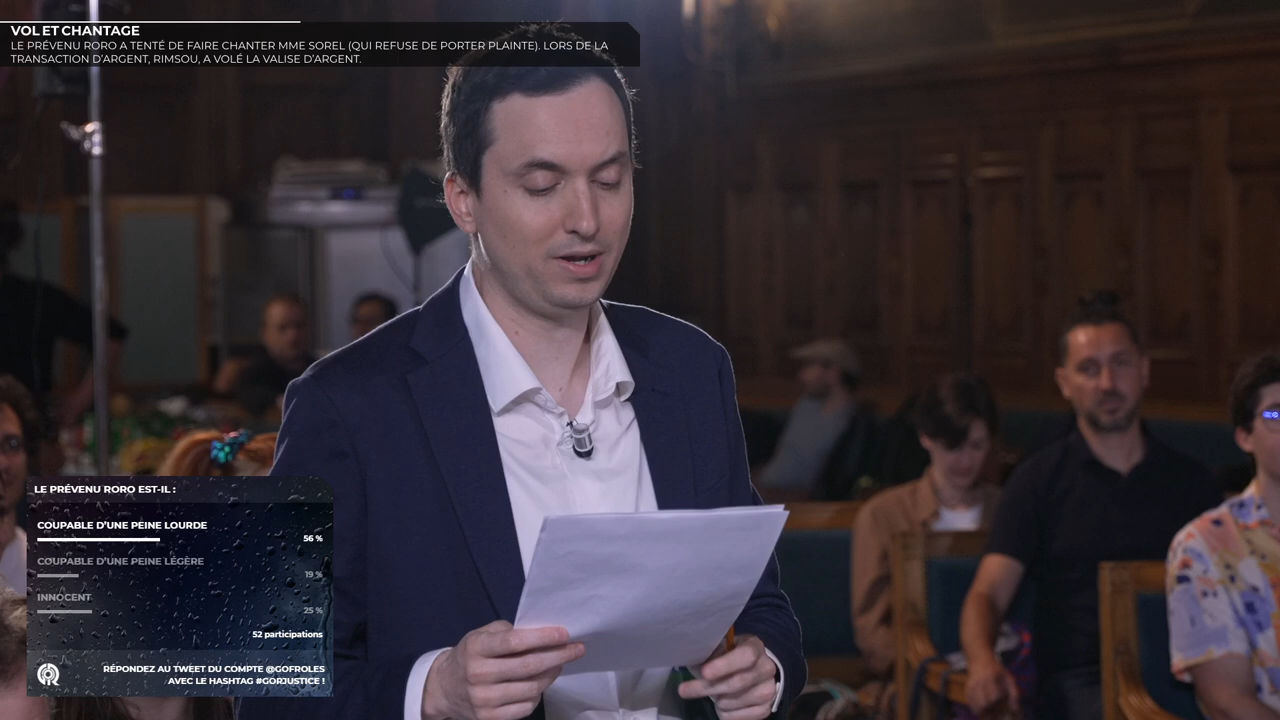 VOL ET CHANTAGE
LE PRÉVENU RORO A TENTÉ DE FAIRE CHANTER MME SOREL (QUI REFUSE DE PORTER PLAINTE). LORS DE LA
TRANSACTION D'ARGENT, RIMSOU, A VOLÉ LA VALISE D'ARGENT.
LE PRÉVENU RORO EST-IL :
COUPABLE D'UNE PEINE LOURDE
56 %
COUPABLE D'UNE PEINE LÉGÈRE
19 %
INNOCENT
25 %
52 participations
RÉPONDEZ AU TWEET DU COMPTE @GOFROLES
AVEC LE HASHTAG #GORJUSTICE !